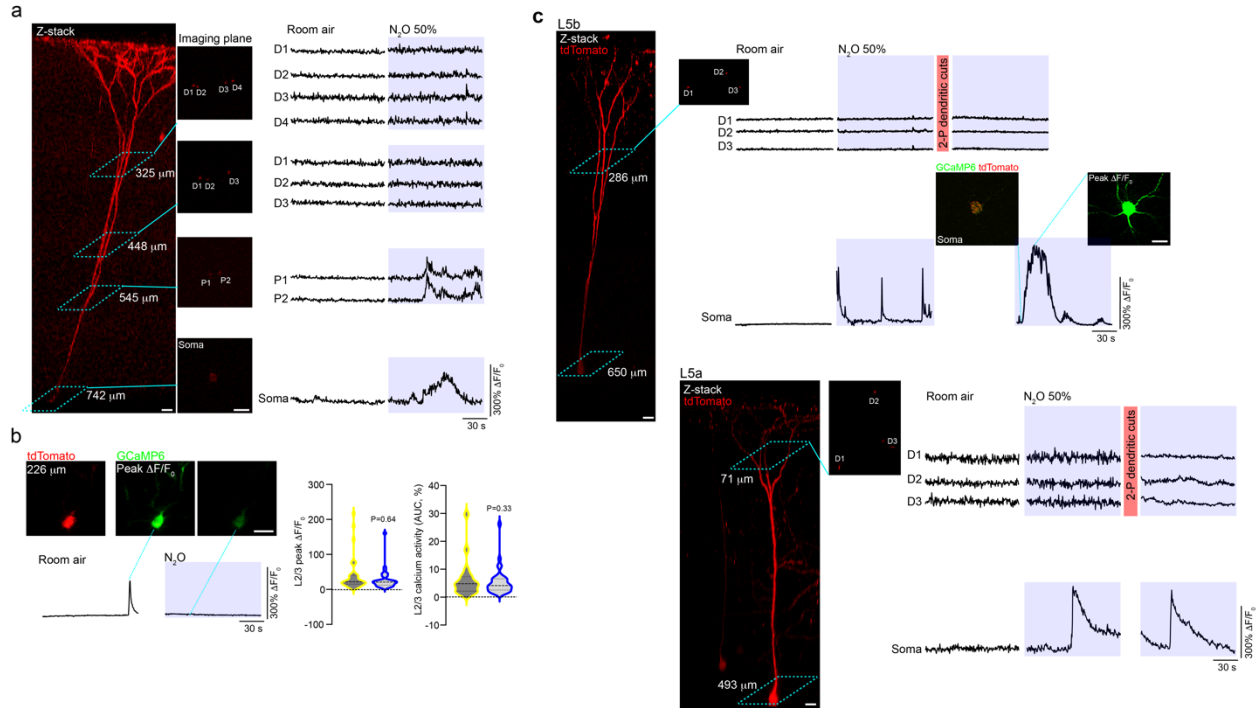 a
Z-stack
Imaging plane
Room air
N₂O 50%
D1 D2 D3 D4
D1
D2
D3
D4
325 μm
D1 D2 D3
D1
D2
D3
448 μm
P1 P2
P1
P2
545 μm
Soma
742 μm
Soma
300% ΔF/F₀
30 s
b
tdTomato
GCaMP6
226 μm
Peak ΔF/F₀
Room air
N₂O
300% ΔF/F₀
30 s
L2/3 peak ΔF/F₀
300
200
100
0
-100
P=0.64
L2/3 calcium activity (AUC, %)
40
30
20
10
0
-10
P=0.33
c
L5b
Z-stack
tdTomato
Room air
N₂O 50%
D2
D1 D3
D1
D2
D3
2-P dendritic cuts
286 μm
GCaMP6 tdTomato
Soma
Peak ΔF/F₀
Soma
300% ΔF/F₀
30 s
650 μm
L5a
Z-stack
tdTomato
Room air
N₂O 50%
D2
D3
D1
71 μm
D1
D2
D3
2-P dendritic cuts
493 μm
Soma
300% ΔF/F₀
30 s